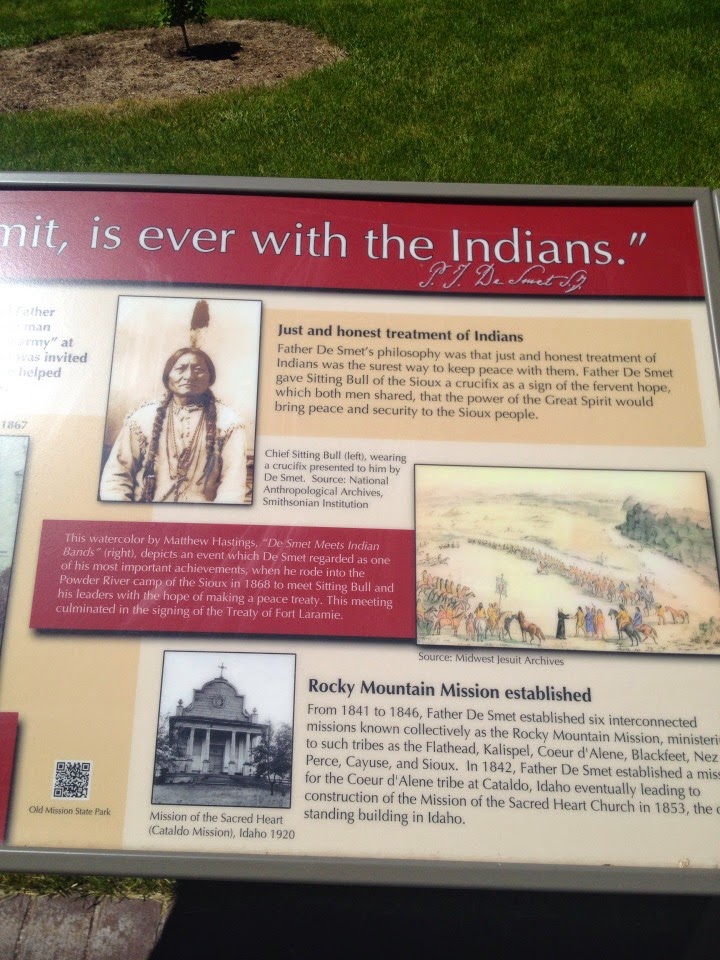 mit, is ever with the Indians."
P. J. De Smet S.J.
Father
man
army" at
was invited
helped
1867
Just and honest treatment of Indians
Father De Smet's philosophy was that just and honest treatment of
Indians was the surest way to keep peace with them. Father De Smet
gave Sitting Bull of the Sioux a crucifix as a sign of the fervent hope,
which both men shared, that the power of the Great Spirit would
bring peace and security to the Sioux people.
Chief Sitting Bull (left), wearing
a crucifix presented to him by
De Smet. Source: National
Anthropological Archives,
Smithsonian Institution
This watercolor by Matthew Hastings, "De Smet Meets Indian
Bands" (right), depicts an event which De Smet regarded as one
of his most important achievements, when he rode into the
Powder River camp of the Sioux in 1868 to meet Sitting Bull and
his leaders with the hope of making a peace treaty. This meeting
culminated in the signing of the Treaty of Fort Laramie.
Source: Midwest Jesuit Archives
Rocky Mountain Mission established
From 1841 to 1846, Father De Smet established six interconnected
missions known collectively as the Rocky Mountain Mission, ministeri
to such tribes as the Flathead, Kalispel, Coeur d'Alene, Blackfeet, Nez
Perce, Cayuse, and Sioux. In 1842, Father De Smet established a miss
for the Coeur d'Alene tribe at Cataldo, Idaho eventually leading to
construction of the Mission of the Sacred Heart Church in 1853, the o
standing building in Idaho.
Mission of the Sacred Heart
(Cataldo Mission), Idaho 1920
Old Mission State Park